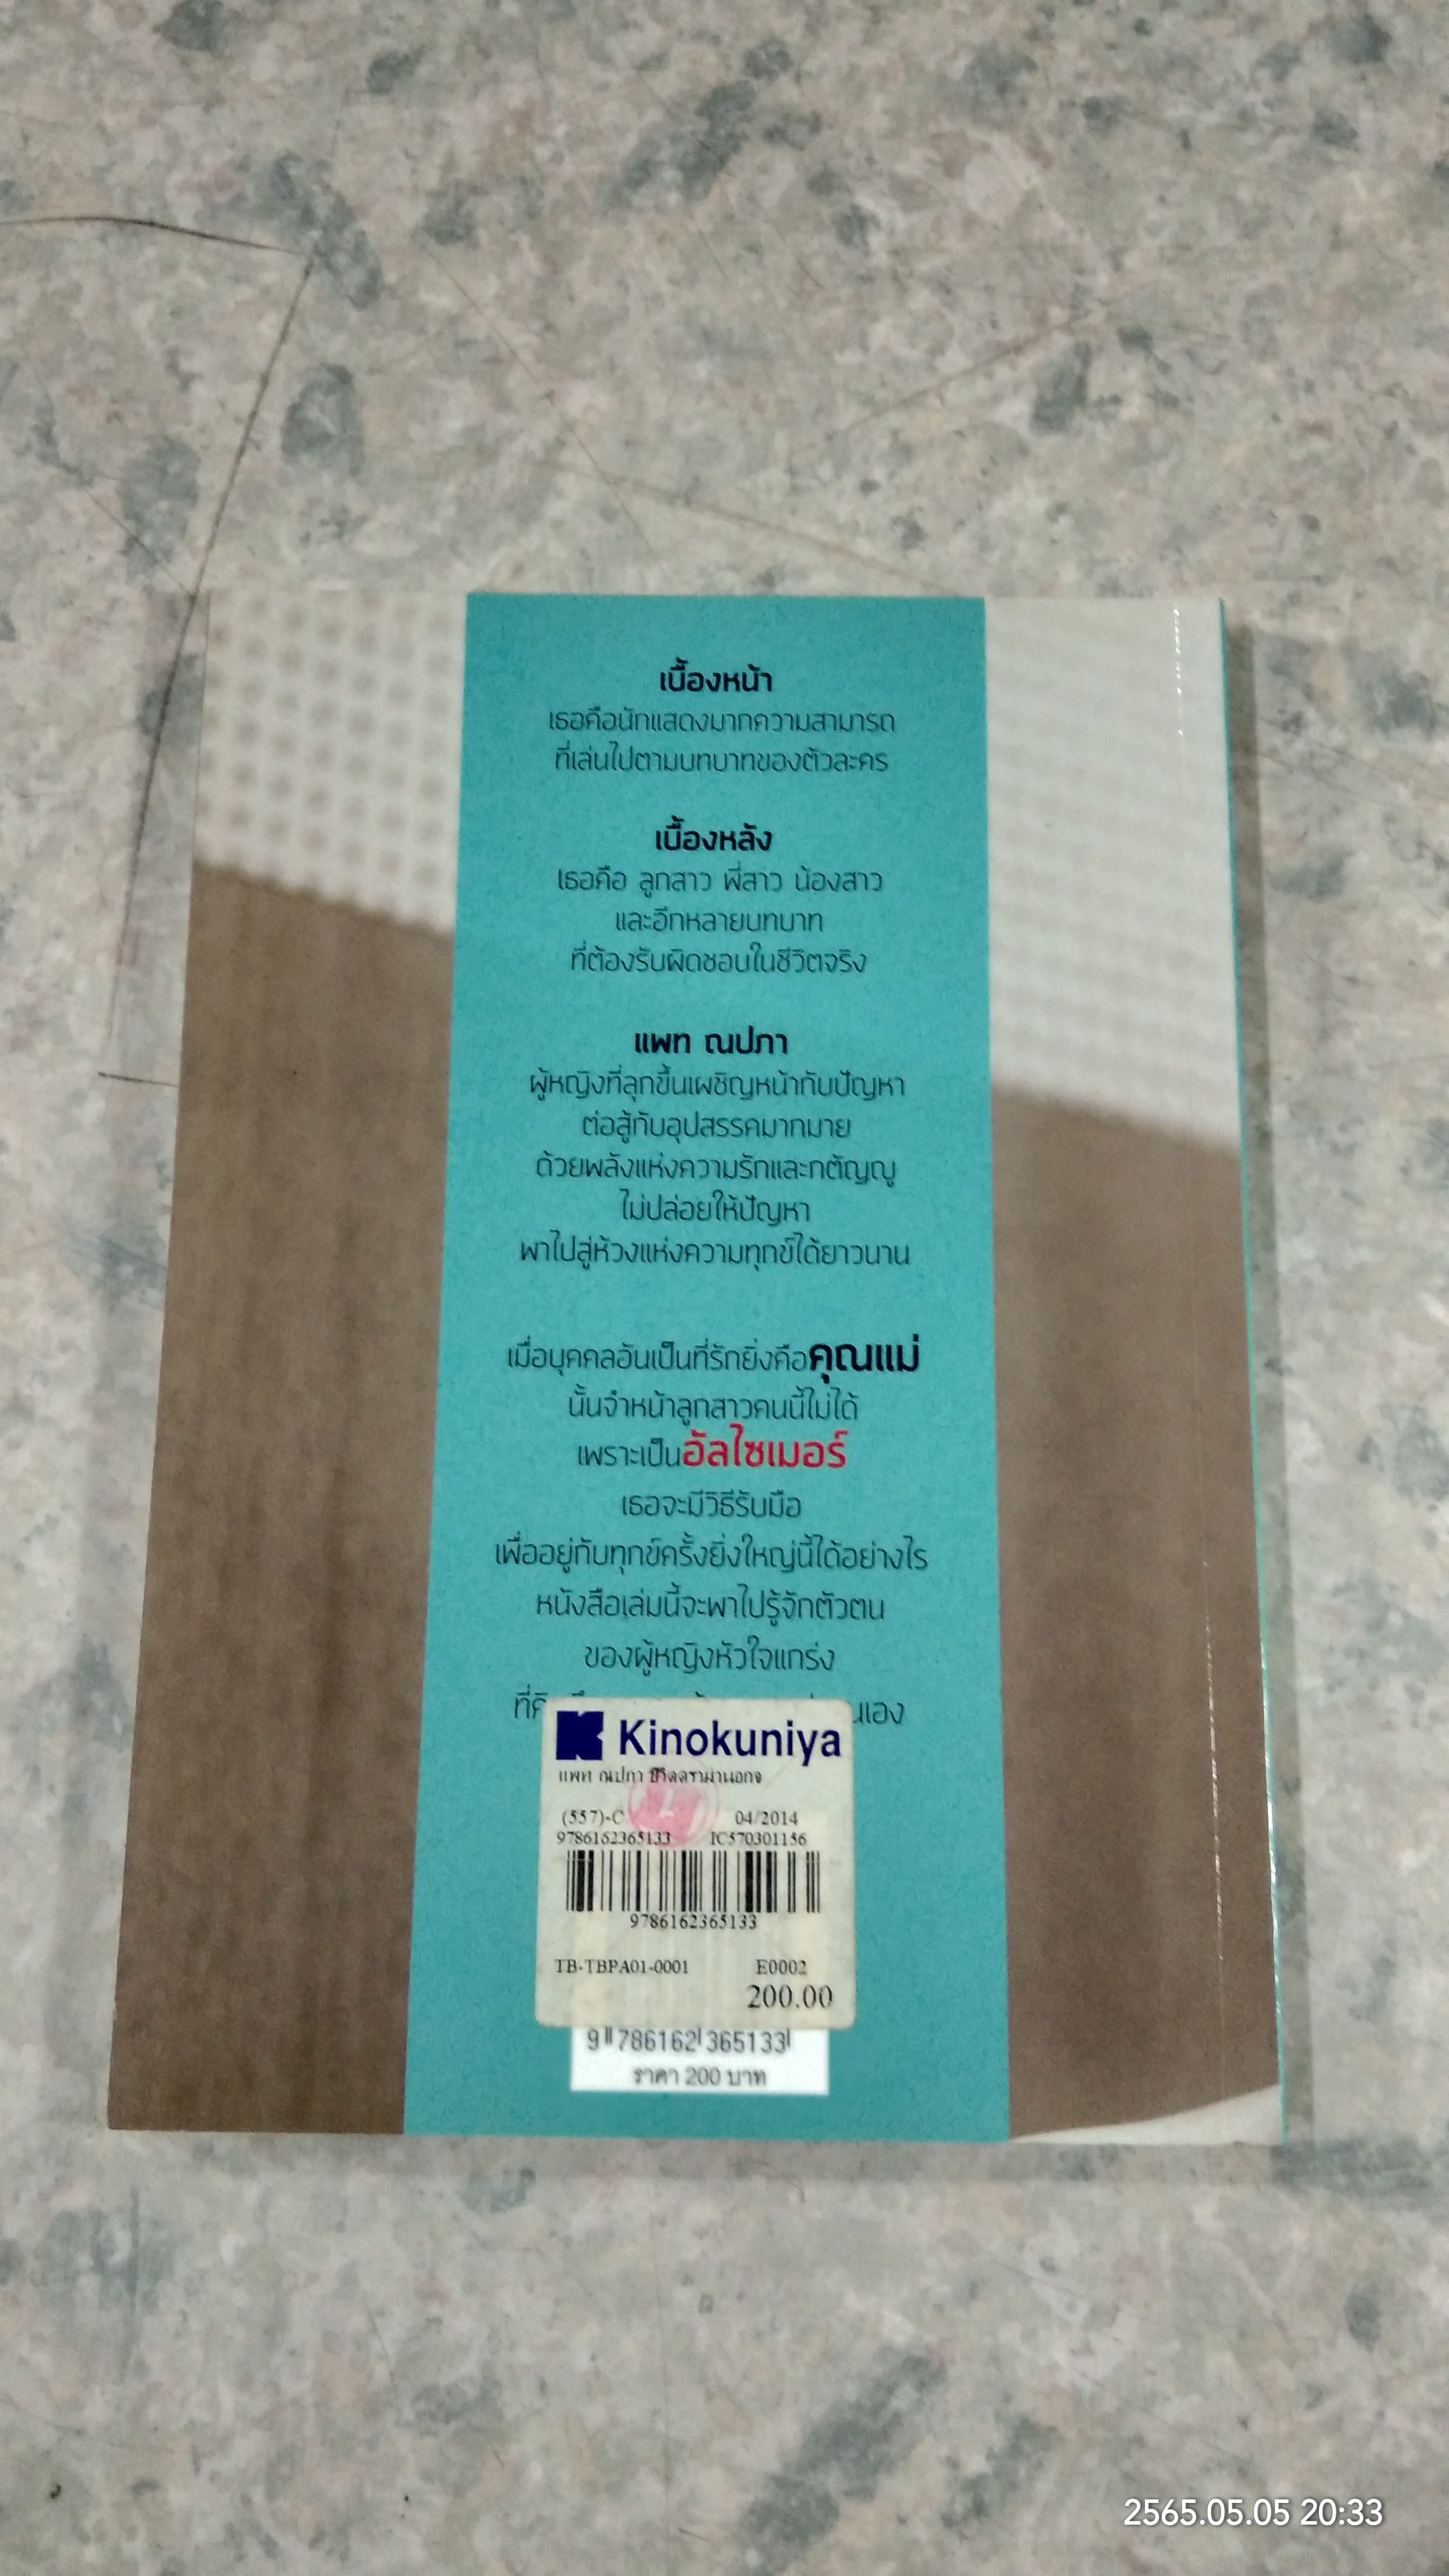 เบื้องหน้า
เธอคือนักแสดงมากความสามารถ
ที่เล่นไปตามบทบาทของตัวละคร
เบื้องหลัง
เธอคือ ลูกสาว พี่สาว น้องสาว
และอีกหลายบทบาท
ที่ต้องรับผิดชอบในชีวิตจริง
แพท ณปภา
ผู้หญิงที่ลุกขึ้นเผชิญหน้ากับปัญหา
ต่อสู้กับอุปสรรคมากมาย
ด้วยพลังแห่งความรักและกตัญญู
ไม่ปล่อยให้ปัญหา
พาไปสู่ห้วงแห่งความทุกข์ได้ยาวนาน
เมื่อบุคคลอันเป็นที่รักยิ่งคือคุณแม่
นั้นจำหน้าลูกสาวคนนี้ไม่ได้
เพราะเป็นอัลไซเมอร์
เธอจะมีวิธีรับมือ
เพื่ออยู่กับทุกข์ครั้งยิ่งใหญ่นี้ได้อย่างไร
หนังสือเล่มนี้จะพาไปรู้จักตัวตน
ของผู้หญิงหัวใจแกร่ง
Kinokuniya
แพท ณปภา ชีวิตดราม่านอกจ
(557)-C 04/2014
9786162365133 IC570301156
9786162365133
TB-TBPA01-0001 E0002
200.00
9 786162 365133
ราคา 200 บาท
2565.05.05 20:33